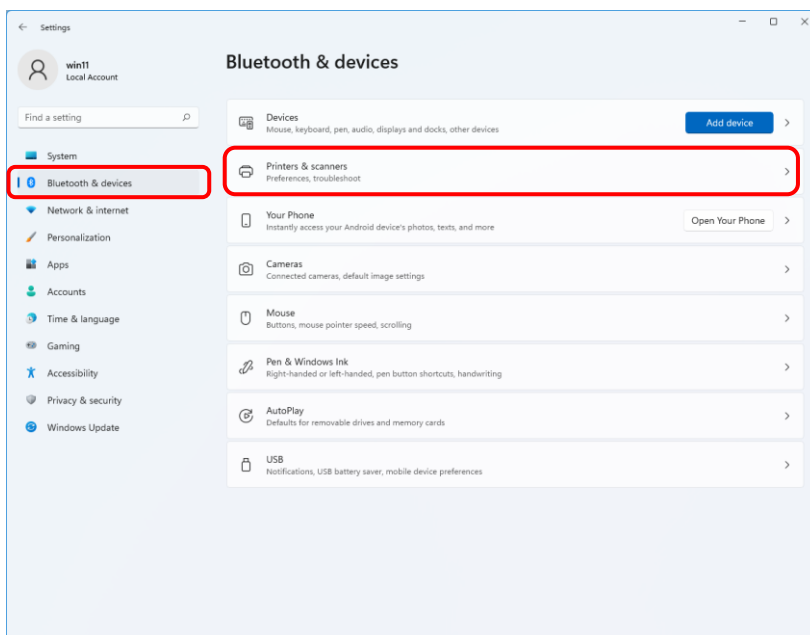 Settings
win11
Local Account
Find a setting
System
Bluetooth & devices
Network & internet
Personalization
Apps
Accounts
Time & language
Gaming
Accessibility
Privacy & security
Windows Update
Bluetooth & devices
Devices
Mouse, keyboard, pen, audio, displays and docks, other devices
Add device
Printers & scanners
Preferences, troubleshoot
Your Phone
Instantly access your Android device's photos, texts, and more
Open Your Phone
Cameras
Connected cameras, default image settings
Mouse
Buttons, mouse pointer speed, scrolling
Pen & Windows Ink
Right-handed or left-handed, pen button shortcuts, handwriting
AutoPlay
Defaults for removable drives and memory cards
USB
Notifications, USB battery saver, mobile device preferences